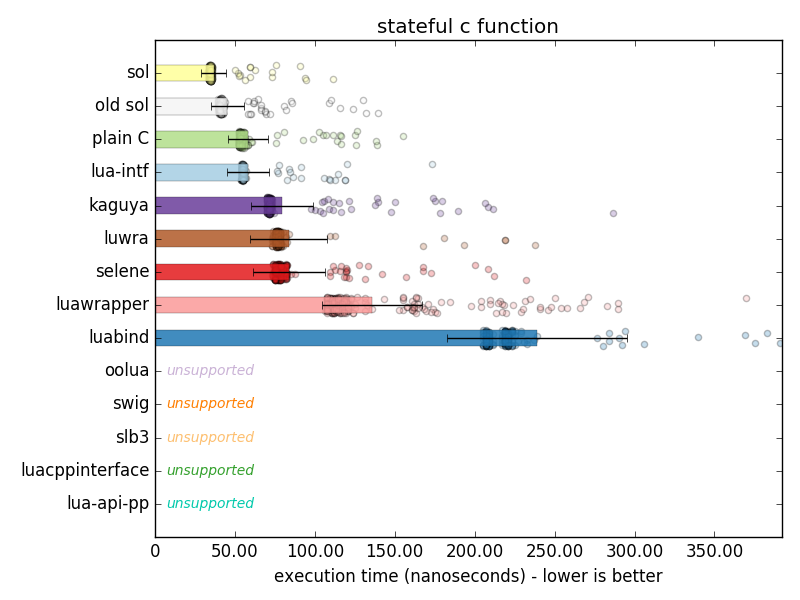 stateful c function
sol
old sol
plain C
lua-intf
kaguya
luwra
selene
luawrapper
luabind
oolua unsupported
swig unsupported
slb3 unsupported
luacppinterface unsupported
lua-api-pp unsupported
0 50.00 100.00 150.00 200.00 250.00 300.00 350.00
execution time (nanoseconds) - lower is better